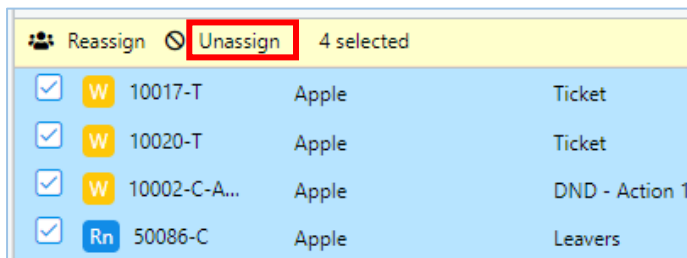 Reassign Unassign 4 selected
W 10017-T Apple Ticket
W 10020-T Apple Ticket
W 10002-C-A... Apple DND - Action 1
Rn 50086-C Apple Leavers